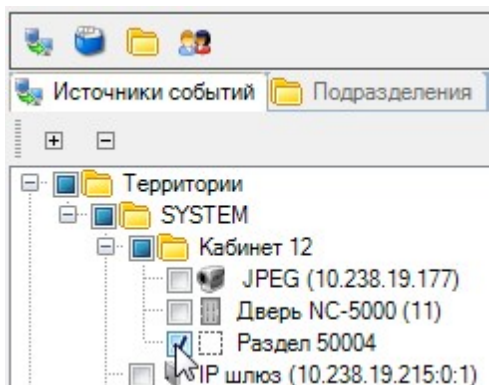 Источники событий Подразделения
Территории
SYSTEM
Кабинет 12
JPEG (10.238.19.177)
Дверь NC-5000 (11)
Раздел 50004
IP шлюз (10.238.19.215:0:1)